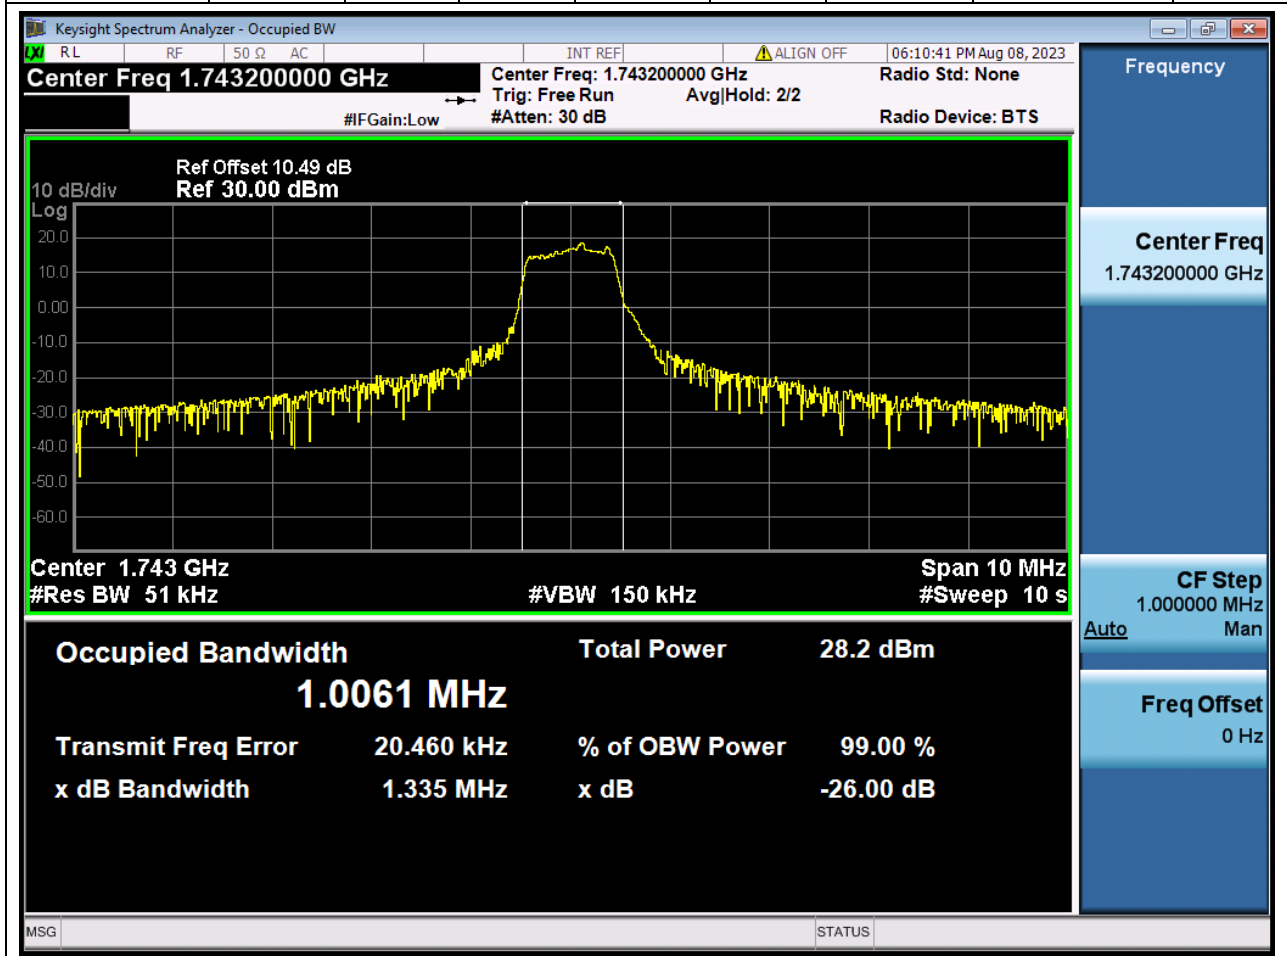 Keysight Spectrum Analyzer - Occupied BW
LXI RL RF 50 Ω AC INT REF ALIGN OFF 06:10:41 PM Aug 08, 2023
Center Freq 1.743200000 GHz
Center Freq: 1.743200000 GHz
Radio Std: None
Trig: Free Run
Avg|Hold: 2/2
#IFGain:Low
#Atten: 30 dB
Radio Device: BTS
Ref Offset 10.49 dB
10 dB/div Ref 30.00 dBm
Log
20.0
10.0
0.00
-10.0
-20.0
-30.0
-40.0
-50.0
-60.0
Center 1.743 GHz
Span 10 MHz
#Res BW 51 kHz
#VBW 150 kHz
#Sweep 10 s
Occupied Bandwidth
1.0061 MHz
Total Power 28.2 dBm
Transmit Freq Error 20.460 kHz
% of OBW Power 99.00 %
x dB Bandwidth 1.335 MHz
x dB -26.00 dB
Frequency
Center Freq
1.743200000 GHz
CF Step
1.000000 MHz
Auto Man
Freq Offset
0 Hz
MSG
STATUS